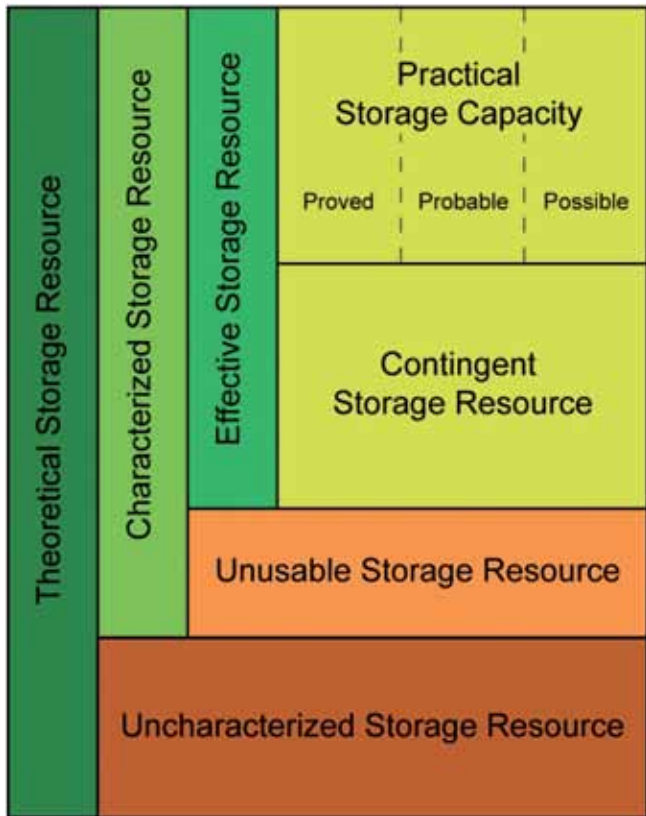 Theoretical Storage Resource
Characterized Storage Resource
Effective Storage Resource
Practical
Storage Capacity
Proved
Probable
Possible
Contingent
Storage Resource
Unusable Storage Resource
Uncharacterized Storage Resource